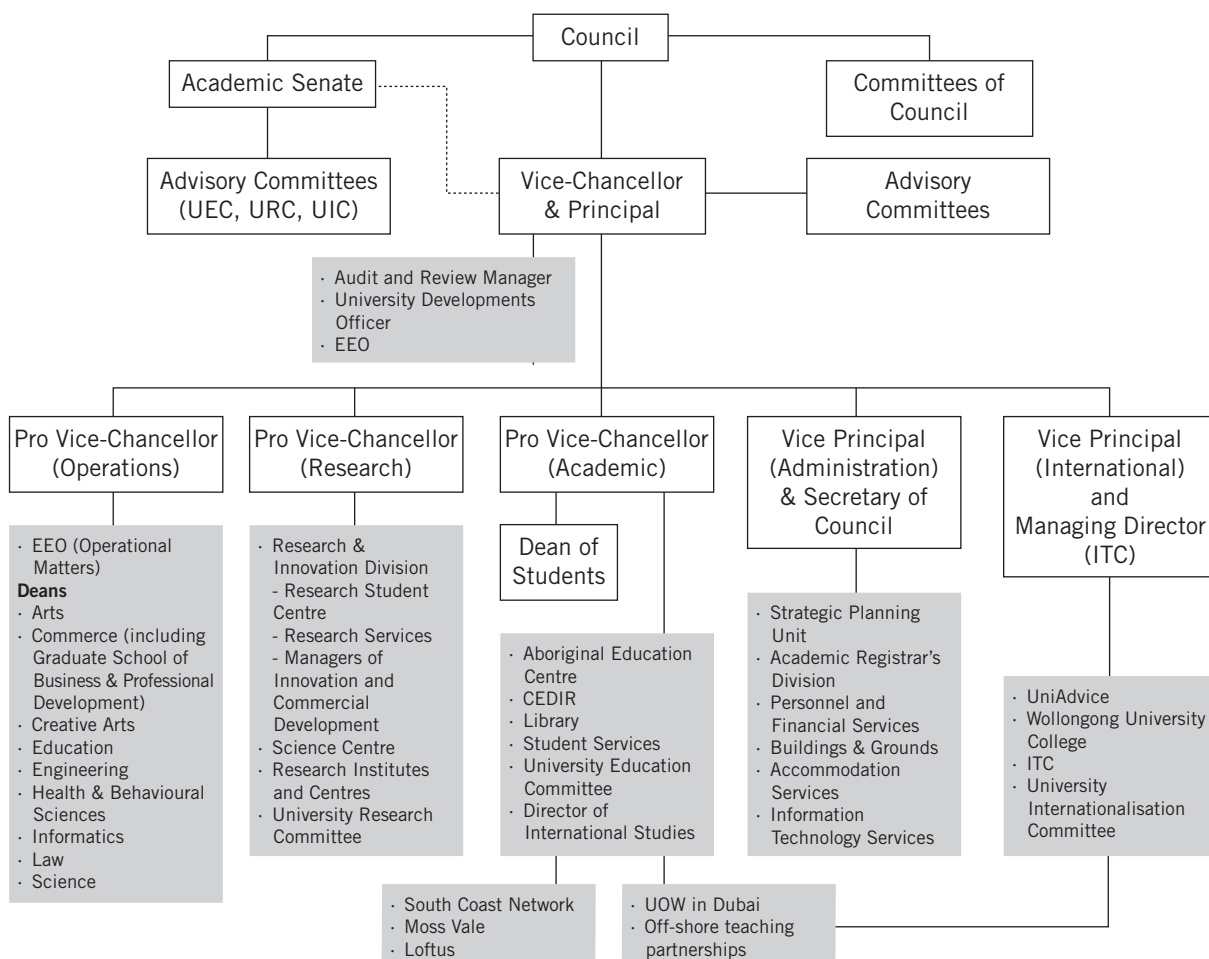 Council
Academic Senate
Committees of
Council
Advisory Committees
(UEC, URC, UIC)
Vice-Chancellor
& Principal
Advisory
Committees
· Audit and Review Manager
· University Developments
Officer
· EEO
Pro Vice-Chancellor
(Operations)
Pro Vice-Chancellor
(Research)
Pro Vice-Chancellor
(Academic)
Vice Principal
(Administration)
& Secretary of
Council
Vice Principal
(International)
and
Managing Director
(ITC)
· EEO (Operational
Matters)
Deans
· Arts
· Commerce (including
Graduate School of
Business & Professional
Development)
· Creative Arts
· Education
· Engineering
· Health & Behavioural
Sciences
· Informatics
· Law
· Science
· Research &
Innovation Division
- Research Student
Centre
- Research Services
- Managers of
Innovation and
Commercial
Development
· Science Centre
· Research Institutes
and Centres
· University Research
Committee
Dean of
Students
· Aboriginal Education
Centre
· CEDIR
· Library
· Student Services
· University Education
Committee
· Director of
International Studies
· Strategic Planning
Unit
· Academic Registrar's
Division
· Personnel and
Financial Services
· Buildings & Grounds
· Accommodation
Services
· Information
Technology Services
· UniAdvice
· Wollongong University
College
· ITC
· University
Internationalisation
Committee
· South Coast Network
· Moss Vale
· Loftus
· UOW in Dubai
· Off-shore teaching
partnerships